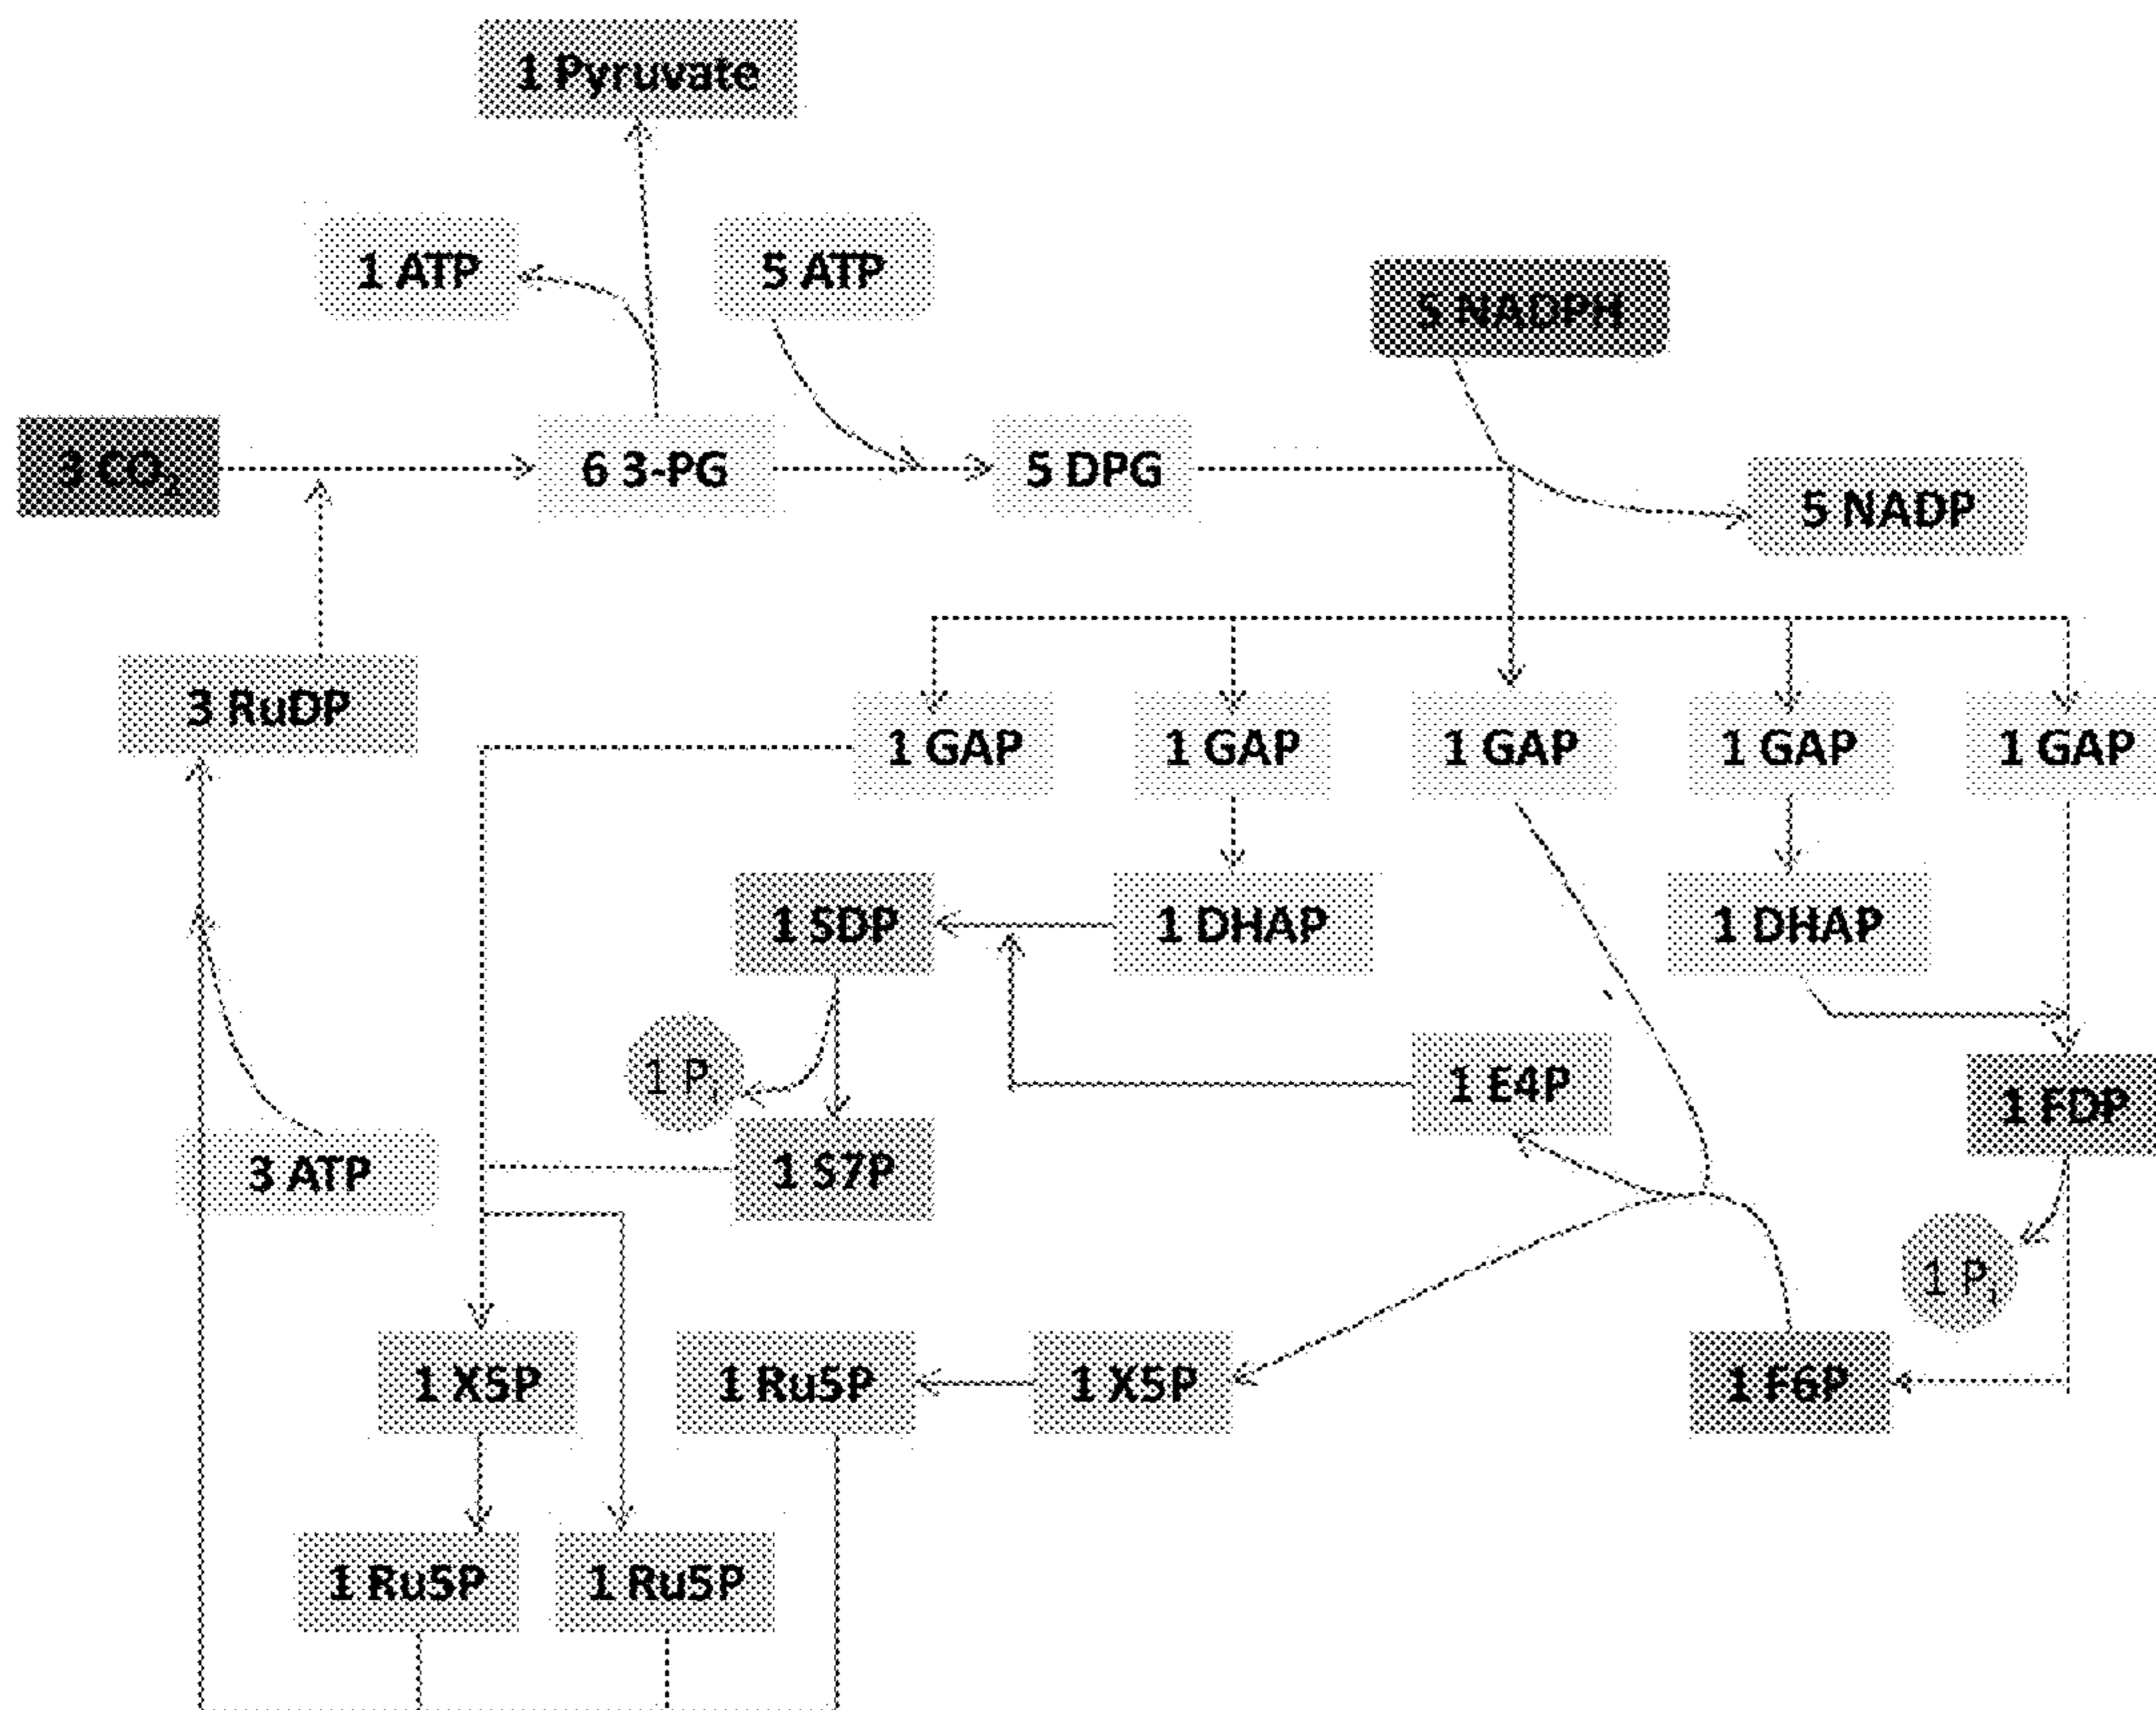 1 Pyruvate
1 ATP
5 ATP
5 NADPH
3 CO₂
6 3-PG
5 DPG
5 NADP
3 RuDP
1 GAP
1 GAP
1 GAP
1 GAP
1 GAP
1 SDP
1 DHAP
1 DHAP
1 Pᵢ
1 E4P
1 FDP
3 ATP
1 S7P
1 Pᵢ
1 X5P
1 Ru5P
1 X5P
1 F6P
1 Ru5P
1 Ru5P